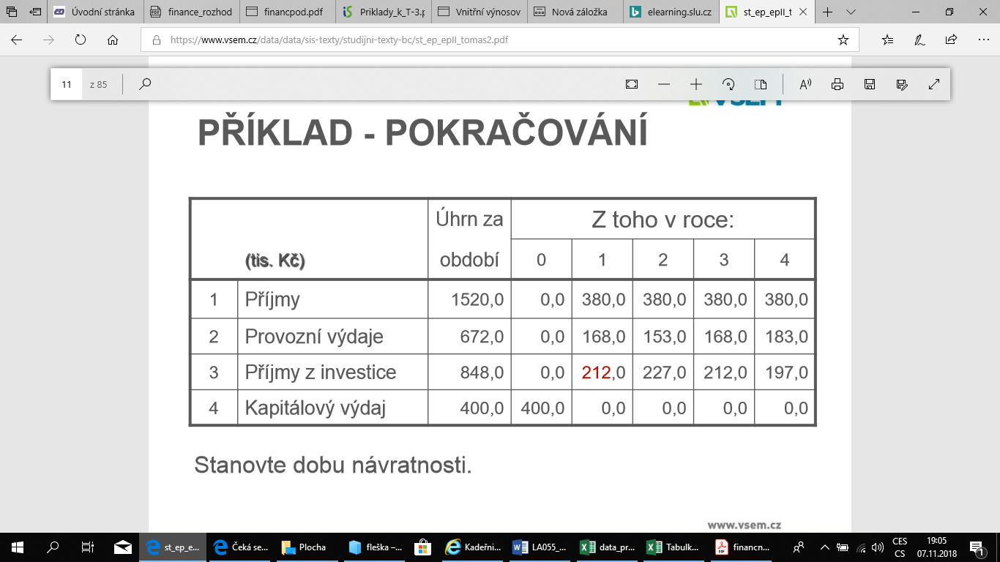 Úvodní stránka
finance_rozhod
financpod.pdf
Priklady_k_T-3.p
Vnitřní výnosov
Nová záložka
elearning.slu.cz
st_ep_epII_t
https://www.vsem.cz/data/data/sis-texty/studijni-texty-bc/st_ep_epII_tomas2.pdf
11 z 85
PŘÍKLAD - POKRAČOVÁNÍ
(tis. Kč) Úhrn za období Z toho v roce:
0 1 2 3 4
1 Příjmy 1520,0 0,0 380,0 380,0 380,0 380,0
2 Provozní výdaje 672,0 0,0 168,0 153,0 168,0 183,0
3 Příjmy z investice 848,0 0,0 212,0 227,0 212,0 197,0
4 Kapitálový výdaj 400,0 400,0 0,0 0,0 0,0 0,0
Stanovte dobu návratnosti.
www.vsem.cz
st_ep_e...
Čeká se...
Plocha
fleška –...
Kadeřni...
LA055_...
data_pr...
Tabulk...
financn...
CES
CS
19:05
07.11.2018
1